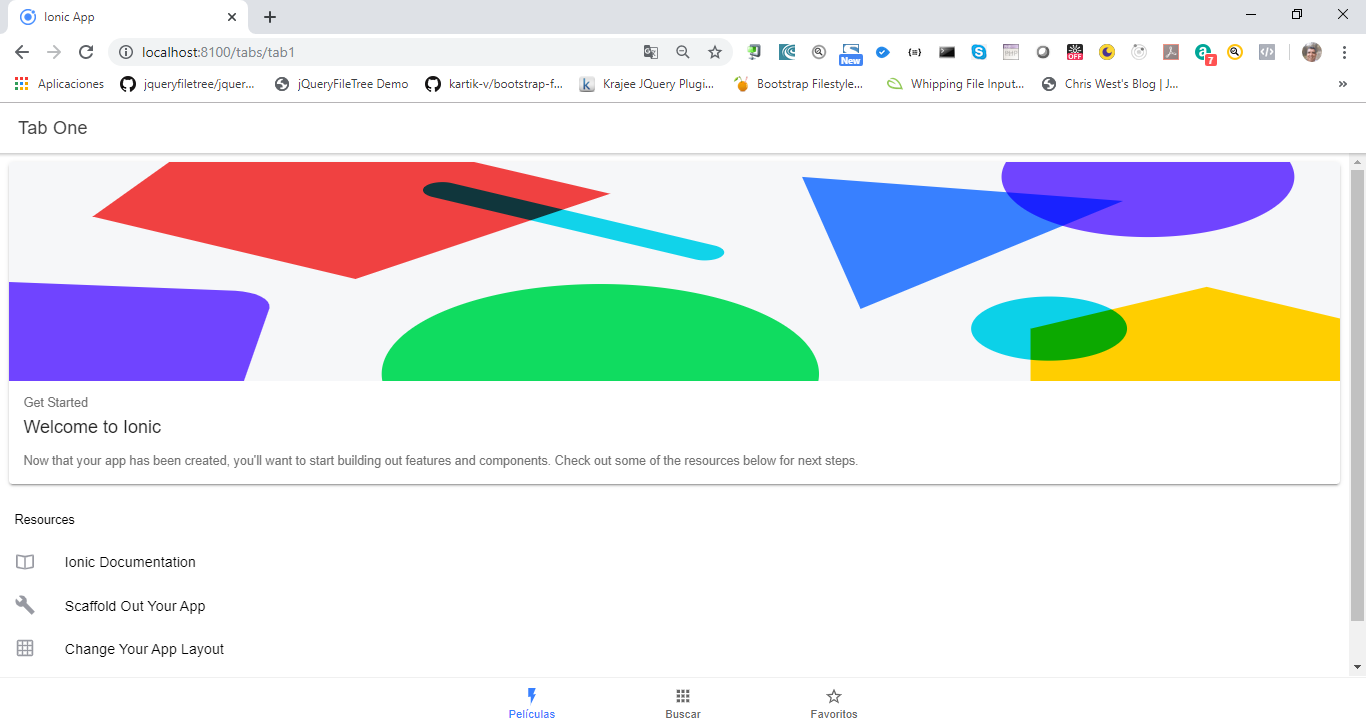 Ionic App
localhost:8100/tabs/tab1
New
OFF
7
Aplicaciones
jqueryfiletree/jquer...
jQueryFileTree Demo
kartik-v/bootstrap-f...
Krajee JQuery Plugi...
Bootstrap Filestyle...
Whipping File Input...
Chris West's Blog | J...
Tab One
Get Started
Welcome to Ionic
Now that your app has been created, you'll want to start building out features and components. Check out some of the resources below for next steps.
Resources
Ionic Documentation
Scaffold Out Your App
Change Your App Layout
Películas
Buscar
Favoritos